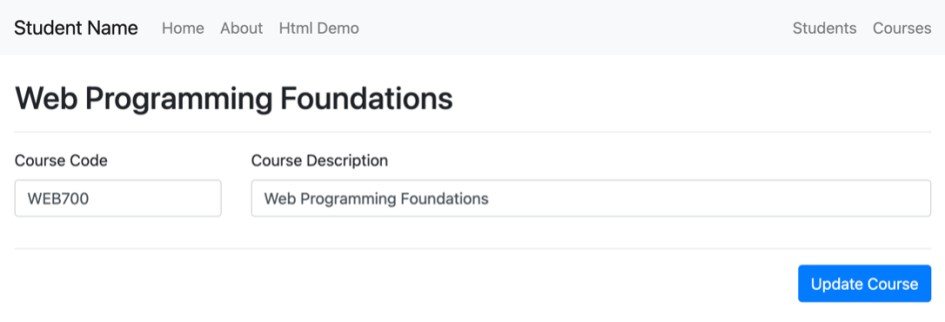 Student Name Home About Html Demo Students Courses
Web Programming Foundations
Course Code Course Description
WEB700 Web Programming Foundations
Update Course